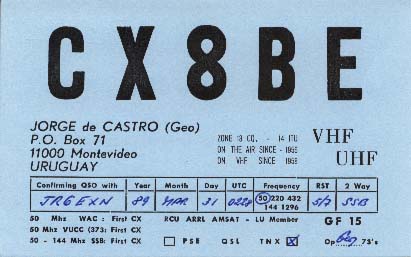 CX8BE
JORGE de CASTRO (Geo)
P.O. Box 71
11000 Montevideo
URUGUAY
ZONE 13 CQ. - 14 ITU
ON THE AIR SINCE - 1956
ON VHF SINCE 1958
VHF
UHF
Confirming QSO with Year Month Day UTC Frequency RST 2 Way
JR6EXN 89 MAR 31 0228 50 220 432 5/7 SSB
144 1296
50 Mhz WAC : First CX RCU ARRL AMSAT - LU Member GF 15
50 Mhz VUCC (373: First CX
50 - 144 Mhz SSB: First CX PSE QSL TNX X Op. Geo 73's